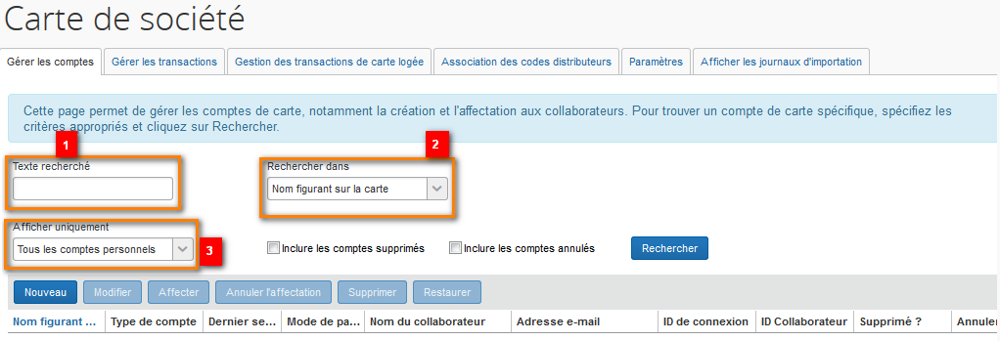 Carte de société
Gérer les comptes Gérer les transactions Gestion des transactions de carte logée Association des codes distributeurs Paramètres Afficher les journaux d'importation
Cette page permet de gérer les comptes de carte, notamment la création et l'affectation aux collaborateurs. Pour trouver un compte de carte spécifique, spécifiez les
critères appropriés et cliquez sur Rechercher.
1 2
Texte recherché Rechercher dans
Nom figurant sur la carte
Afficher uniquement
Tous les comptes personnels 3 Inclure les comptes supprimés Inclure les comptes annulés Rechercher
Nouveau Modifier Affecter Annuler l'affectation Supprimer Restaurer
Nom figurant ... Type de compte Dernier se... Mode de pa... Nom du collaborateur Adresse e-mail ID de connexion ID Collaborateur Supprimé ? Annuler